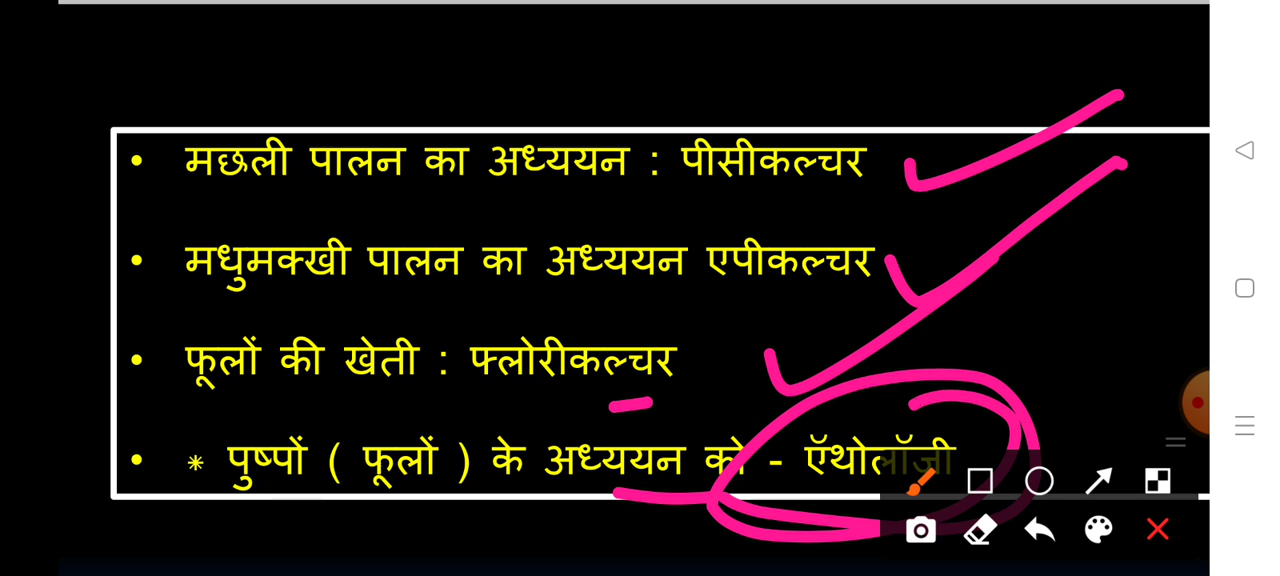 • मछली पालन का अध्ययन : पीसीकल्चर
• मधुमक्खी पालन का अध्ययन एपीकल्चर
• फूलों की खेती : फ्लोरीकल्चर
• * पुष्पों ( फूलों ) के अध्ययन को - ऍथोलॉजी